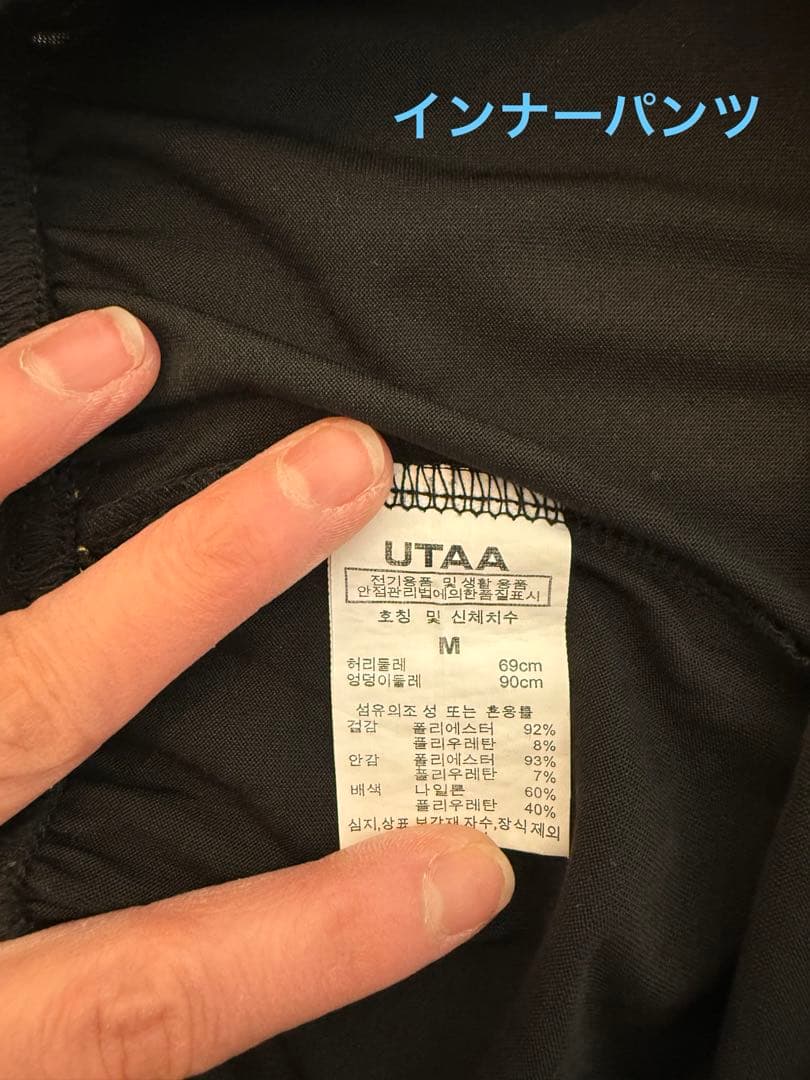 インナーパンツ
UTAA
전기용품 및 생활 용품
안전관리법에의한품질표시
호칭 및 신체치수
M
허리둘레 69cm
엉덩이둘레 90cm
섬유의조 성 또는 혼용률
겉감 폴리에스터 92%
폴리우레탄 8%
안감 폴리에스터 93%
폴리우레탄 7%
배색 나일론 60%
폴리우레탄 40%
심지,상표 보강재 자수,장식 제외